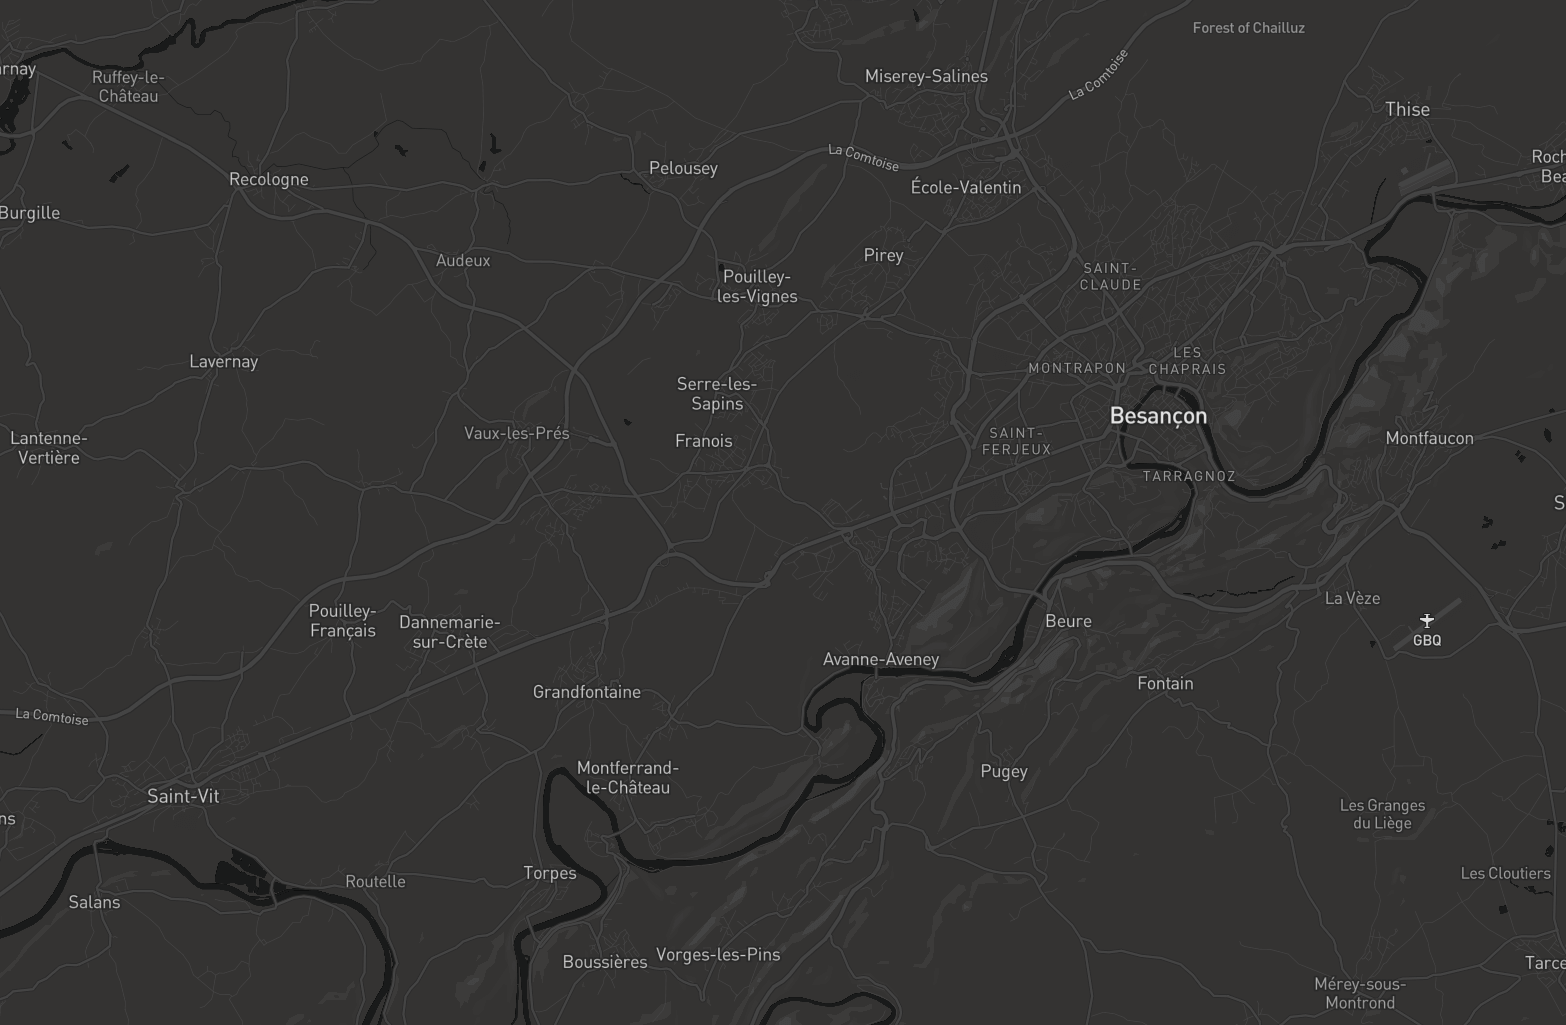 Forest of Chailluz
La Comtoise
Miserey-Salines
Ruffey-le-
Château
Thise
La Comtoise
Pelousey
Recologne
École-Valentin
Burgille
Pirey
Audeux
SAINT-
CLAUDE
Pouilley-
les-Vignes
Lavernay
LES
CHAPRAIS
MONTRAPON
Serre-les-
Sapins
Besançon
Vaux-les-Prés
Franois
SAINT-
FERJEUX
Montfaucon
Lantenne-
Vertière
TARRAGNOZ
La Vèze
GBQ
Pouilley-
Français
Dannemarie-
sur-Crète
Beure
Avanne-Aveney
Fontain
Grandfontaine
La Comtoise
Montferrand-
le-Château
Pugey
Saint-Vit
Les Granges
du Liège
Torpes
Les Cloutiers
Routelle
Salans
Boussières
Vorges-les-Pins
Mérey-sous-
Montrond